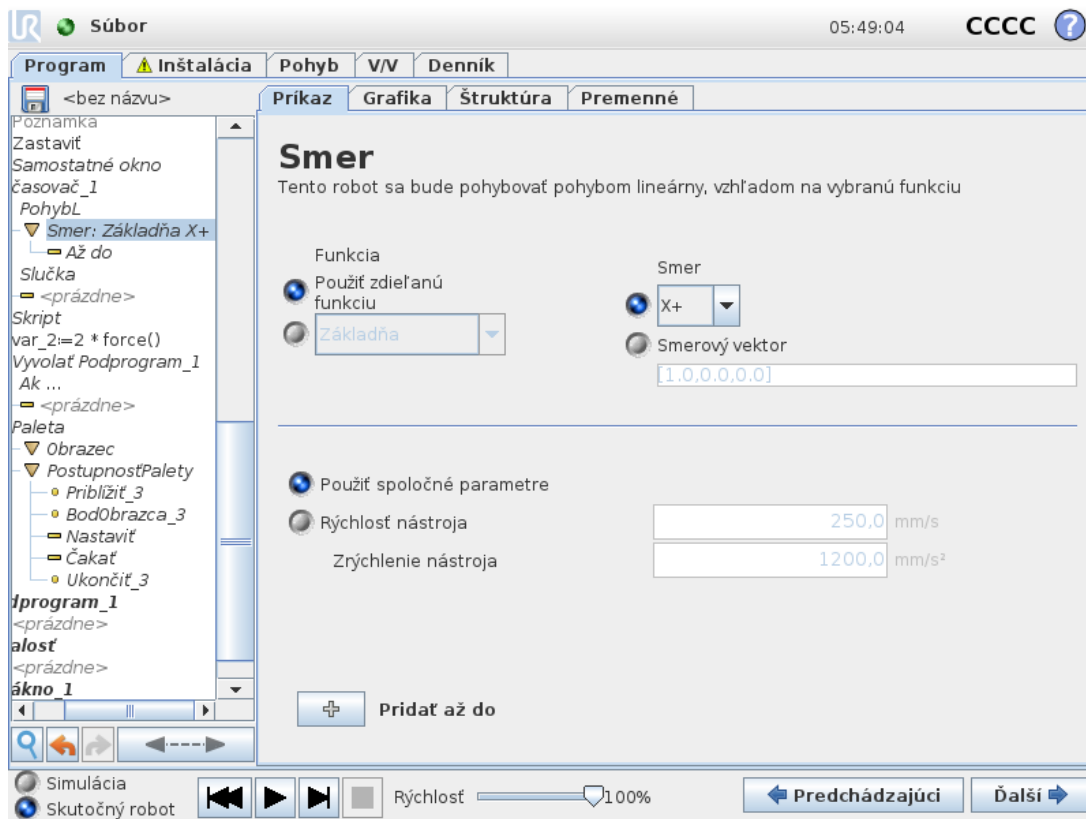 UR Súbor 05:49:04 CCCC ?
Program Inštalácia Pohyb V/V Denník
<bez názvu>
Príkaz Grafika Štruktúra Premenné
Poznámka
Zastaviť
Samostatné okno
časovač_1
PohybL
Smer: Základňa X+
Až do
Slučka
<prázdne>
Skript
var_2≔2 * force()
Vyvolať Podprogram_1
Ak ...
<prázdne>
Paleta
Obrazec
PostupnosťPalety
Priblížiť_3
BodObrazca_3
Nastaviť
Čakať
Ukončiť_3
dprogram_1
<prázdne>
alosť
<prázdne>
ákno_1
Smer
Tento robot sa bude pohybovať pohybom lineárny, vzhľadom na vybranú funkciu
Funkcia
Použiť zdieľanú
funkciu
Základňa
Smer
X+
Smerový vektor
[1.0,0.0,0.0]
Použiť spoločné parametre
Rýchlosť nástroja 250,0 mm/s
Zrýchlenie nástroja 1200,0 mm/s²
Pridať až do
Simulácia
Skutočný robot
Rýchlosť 100%
Predchádzajúci Ďalší